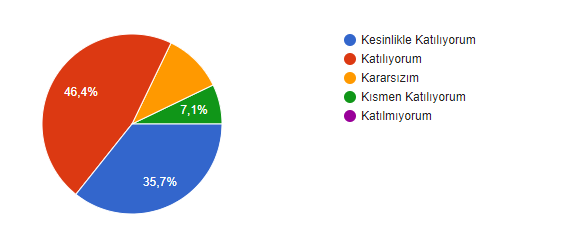 46,4%
7,1%
35,7%
Kesinlikle Katılıyorum
Katılıyorum
Kararsızım
Kısmen Katılıyorum
Katılmıyorum